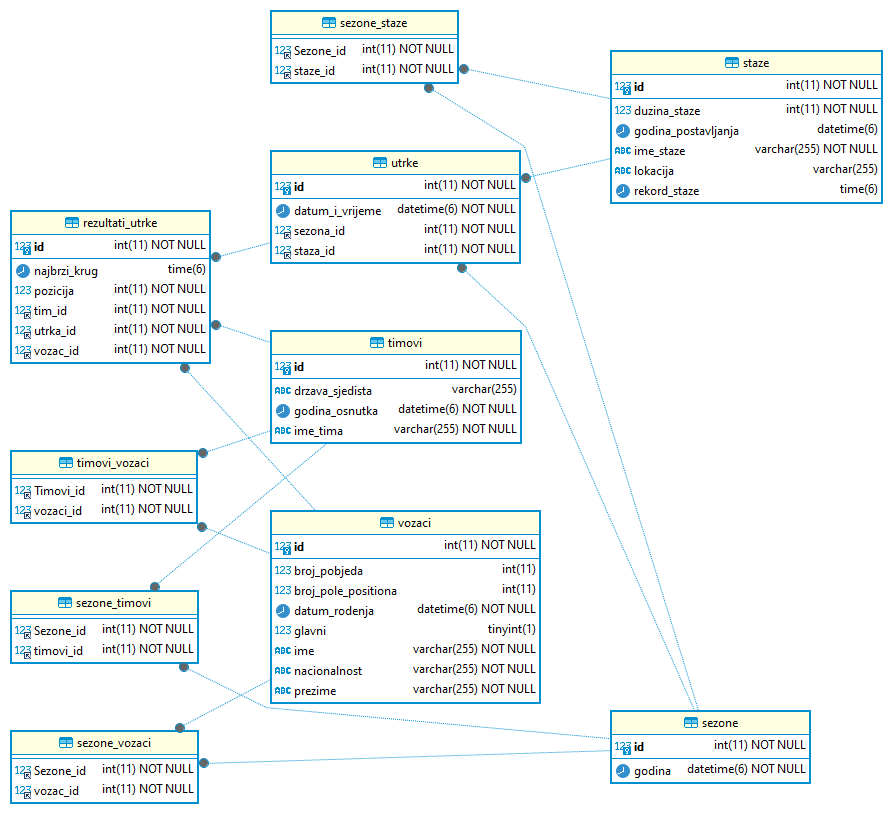 sezone_staze
123 Sezone_id int(11) NOT NULL
123 staze_id int(11) NOT NULL
staze
123 id int(11) NOT NULL
123 duzina_staze int(11) NOT NULL
godina_postavljanja datetime(6)
ABC ime_staze varchar(255) NOT NULL
ABC lokacija varchar(255)
rekord_staze time(6)
utrke
123 id int(11) NOT NULL
datum_i_vrijeme datetime(6) NOT NULL
123 sezona_id int(11) NOT NULL
123 staza_id int(11) NOT NULL
rezultati_utrke
123 id int(11) NOT NULL
najbrzi_krug time(6)
123 pozicija int(11) NOT NULL
123 tim_id int(11) NOT NULL
123 utrka_id int(11) NOT NULL
123 vozac_id int(11) NOT NULL
timovi
123 id int(11) NOT NULL
ABC drzava_sjedista varchar(255)
godina_osnutka datetime(6) NOT NULL
ABC ime_tima varchar(255) NOT NULL
timovi_vozaci
123 Timovi_id int(11) NOT NULL
123 vozaci_id int(11) NOT NULL
vozaci
123 id int(11) NOT NULL
123 broj_pobjeda int(11)
123 broj_pole_positiona int(11)
datum_rodenja datetime(6) NOT NULL
123 glavni tinyint(1)
ABC ime varchar(255) NOT NULL
ABC nacionalnost varchar(255) NOT NULL
ABC prezime varchar(255) NOT NULL
sezone_timovi
123 Sezone_id int(11) NOT NULL
123 timovi_id int(11) NOT NULL
sezone_vozaci
123 Sezone_id int(11) NOT NULL
123 vozac_id int(11) NOT NULL
sezone
123 id int(11) NOT NULL
godina datetime(6) NOT NULL